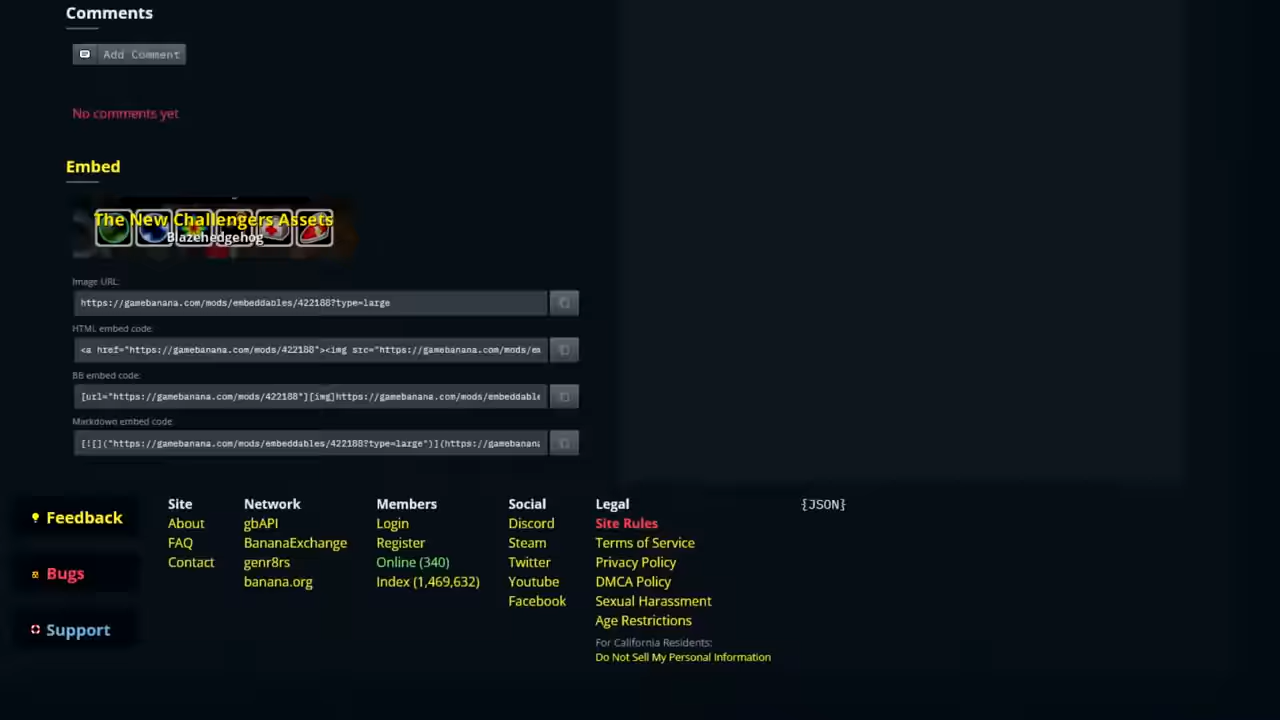 Comments
Add Comment
No comments yet
Embed
The New Challengers Assets
Blazehedgehog
Image URL:
https://gamebanana.com/mods/embeddables/422188?type=large
HTML embed code:
<a href="https://gamebanana.com/mods/422188"><img src="https://gamebanana.com/mods/em
BB embed code:
[url="https://gamebanana.com/mods/422188"][img]https://gamebanana.com/mods/embeddable
Markdown embed code:
[![]("https://gamebanana.com/mods/embeddables/422188?type=large")](https://gamebanana
Feedback
Bugs
Support
Site
About
FAQ
Contact
Network
gbAPI
BananaExchange
genr8rs
banana.org
Members
Login
Register
Online (340)
Index (1,469,632)
Social
Discord
Steam
Twitter
Youtube
Facebook
Legal
Site Rules
Terms of Service
Privacy Policy
DMCA Policy
Sexual Harassment
Age Restrictions
For California Residents:
Do Not Sell My Personal Information
{JSON}